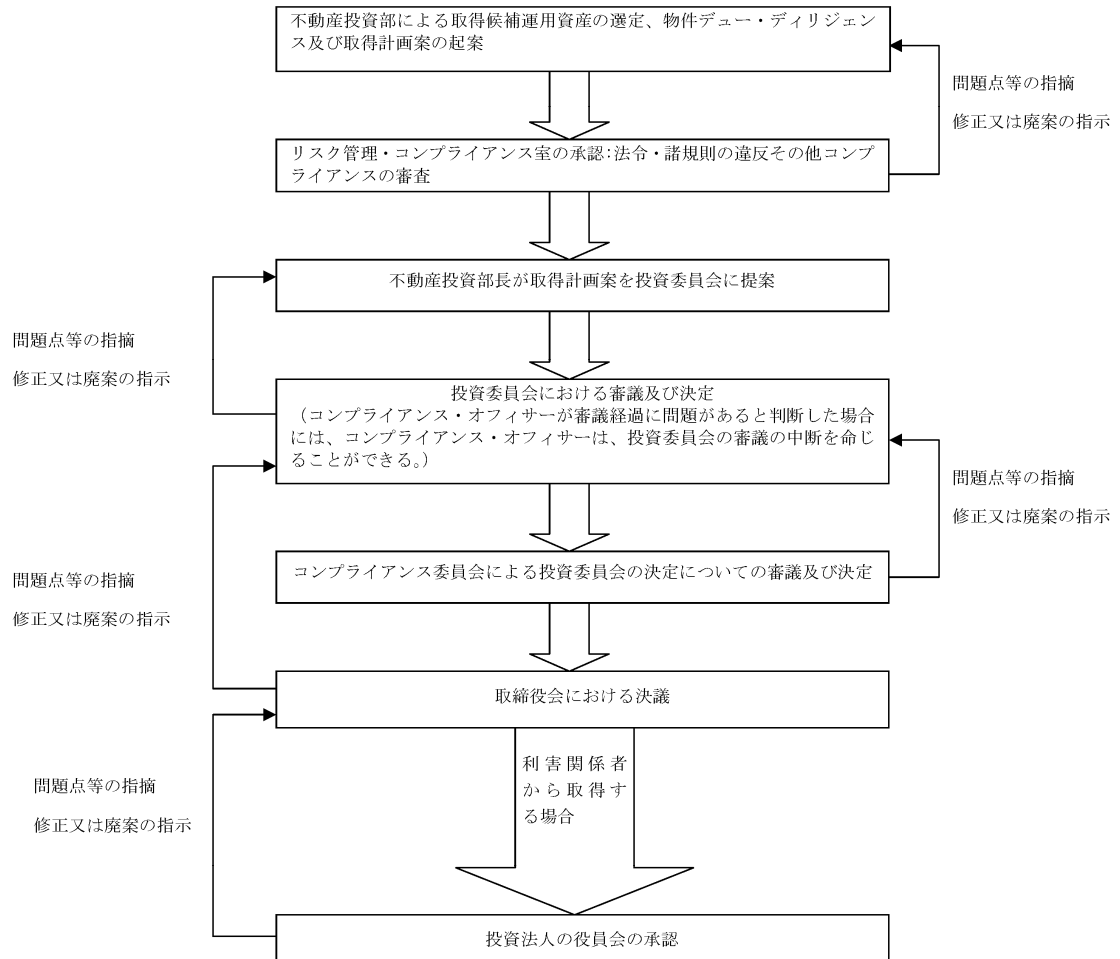 不動産投資部による取得候補運用資産の選定、物件デュー・ディリジェン
ス及び取得計画案の起案
問題点等の指摘
修正又は廃案の指示
リスク管理・コンプライアンス室の承認:法令・諸規則の違反その他コンプ
ライアンスの審査
不動産投資部長が取得計画案を投資委員会に提案
問題点等の指摘
修正又は廃案の指示
投資委員会における審議及び決定
（コンプライアンス・オフィサーが審議経過に問題があると判断した場合
には、コンプライアンス・オフィサーは、投資委員会の審議の中断を命じ
ることができる。）
問題点等の指摘
修正又は廃案の指示
コンプライアンス委員会による投資委員会の決定についての審議及び決定
問題点等の指摘
修正又は廃案の指示
取締役会における決議
利害関係者
から取得す
る場合
問題点等の指摘
修正又は廃案の指示
投資法人の役員会の承認